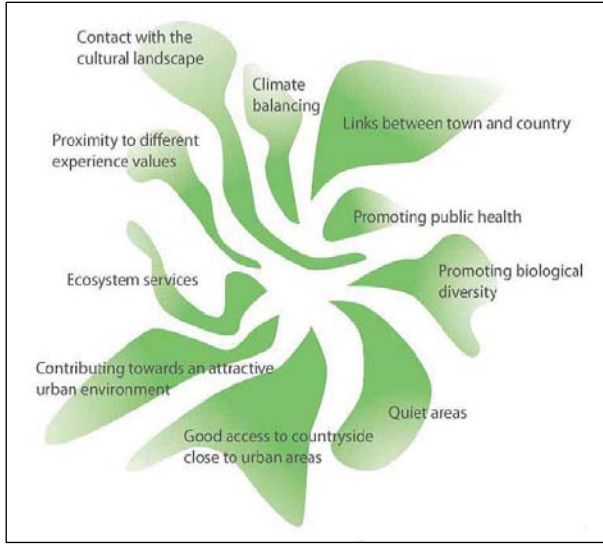 Contact with the
cultural landscape
Climate
balancing
Links between town and country
Proximity to different
experience values
Promoting public health
Ecosystem services
Promoting biological
diversity
Contributing towards an attractive
urban environment
Quiet areas
Good access to countryside
close to urban areas